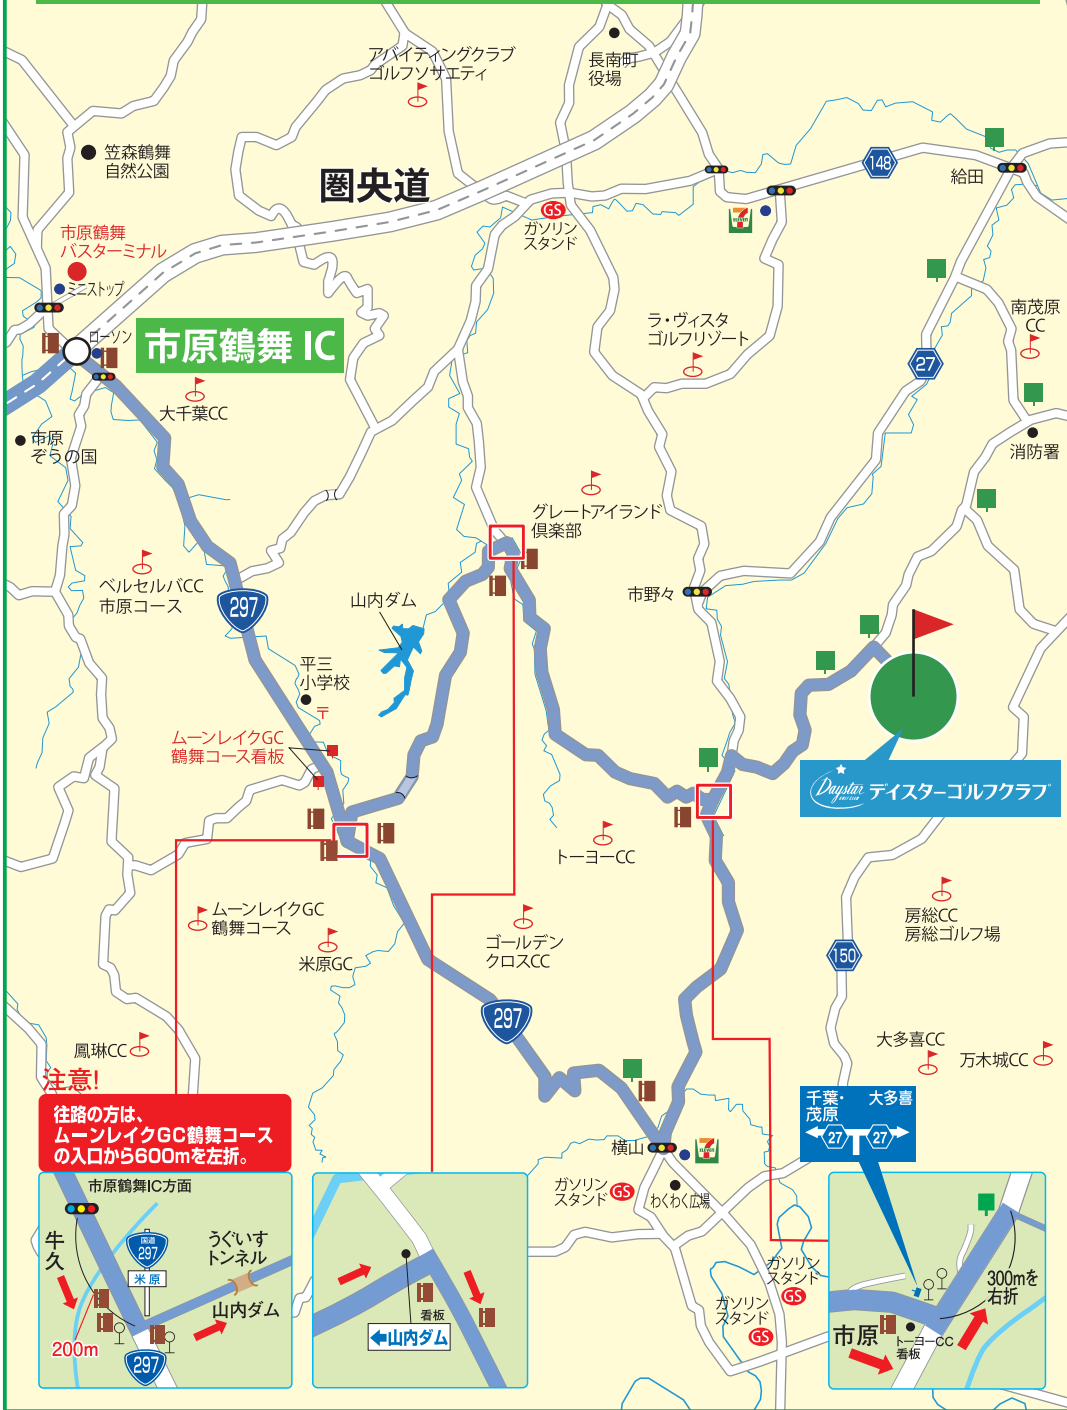 アバイティングクラブ
ゴルフソサエティ
長南町
役場
笠森鶴舞
自然公園
圏央道
148
給田
市原鶴舞
バスターミナル
GS
ガソリン
スタンド
7
ELEVEN
ミニストップ
ローソン
市原鶴舞 IC
ラ・ヴィスタ
ゴルフリゾート
南茂原
CC
27
大千葉CC
市原
ぞうの国
消防署
グレートアイランド
倶楽部
ベルセルバCC
市原コース
297
山内ダム
市野々
平三
小学校
〒
ムーンレイクGC
鶴舞コース看板
Daystar
GOLF CLUB
デイスターゴルフクラブ
トーヨーCC
ムーンレイクGC
鶴舞コース
米原GC
ゴールデン
クロスCC
房総CC
房総ゴルフ場
150
297
鳳琳CC
大多喜CC
万木城CC
注意!
往路の方は、
ムーンレイクGC鶴舞コース
の入口から600mを左折。
千葉・
茂原
大多喜
27
27
横山
7
ELEVEN
ガソリン
スタンド
GS
わくわく広場
ガソリン
スタンド
GS
ガソリン
スタンド
GS
市原鶴舞IC方面
牛
久
国道
297
米原
うぐいす
トンネル
山内ダム
200m
297
看板
山内ダム
300mを
右折
市原
トーヨーCC
看板